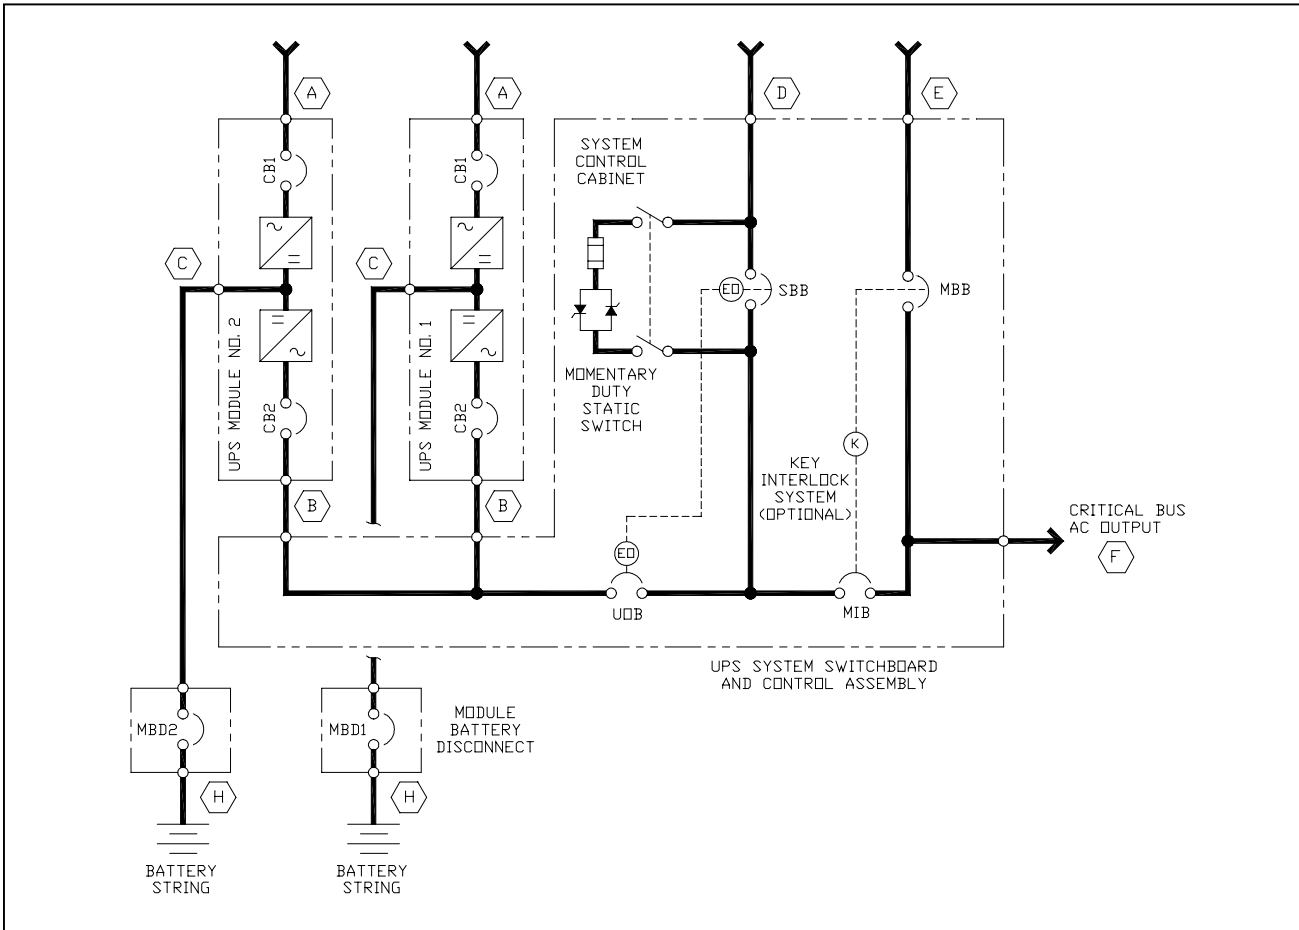 A
A
D
E
SYSTEM
CONTROL
CABINET
CB1
CB1
C
C
EO
SBB
MBB
UPS MODULE NO. 2
UPS MODULE NO. 1
MOMENTARY
DUTY
STATIC
SWITCH
CB2
CB2
K
KEY
INTERLOCK
SYSTEM
(OPTIONAL)
B
B
CRITICAL BUS
AC OUTPUT
F
EO
UOB
MIB
UPS SYSTEM SWITCHBOARD
AND CONTROL ASSEMBLY
MBD2
MBD1
MODULE
BATTERY
DISCONNECT
H
H
BATTERY
STRING
BATTERY
STRING